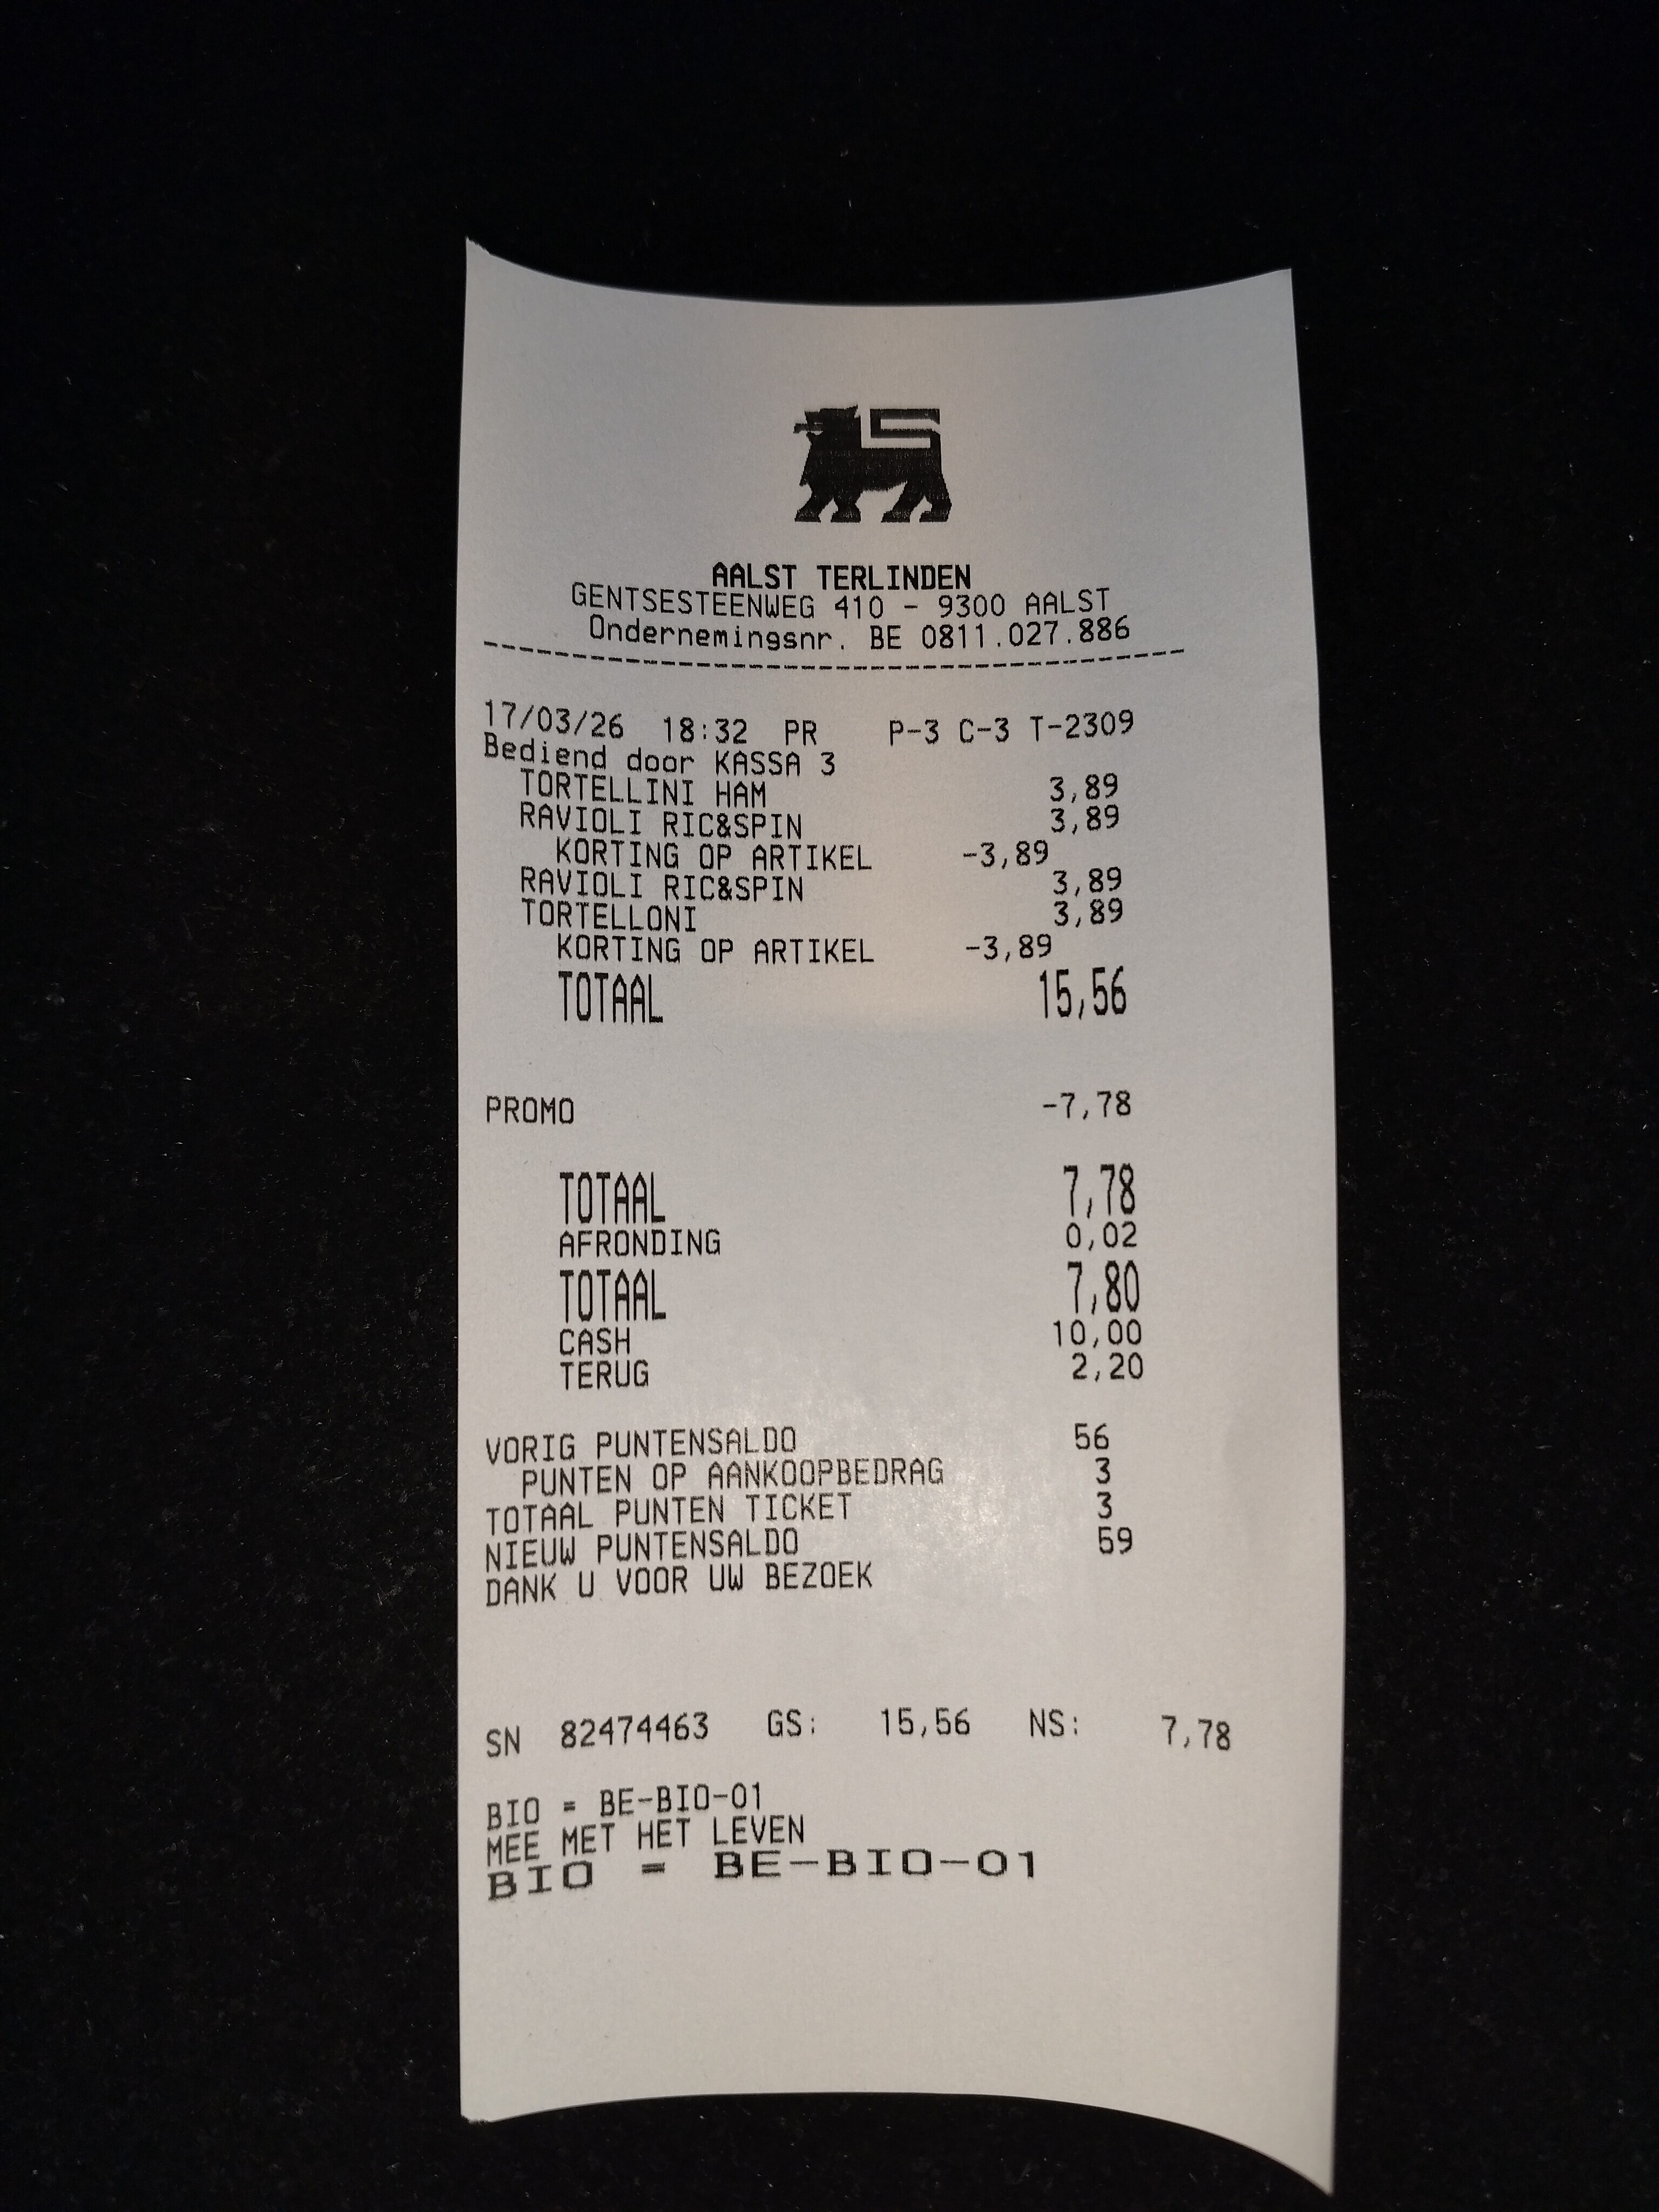 AALST TERLINDEN
GENTSESTEENWEG 410 - 9300 AALST
Ondernemingsnr. BE 0811.027.886
----------------------------------------
17/03/26 18:32 PR P-3 C-3 T-2309
Bediend door KASSA 3
TORTELLINI HAM 3,89
RAVIOLI RIC&SPIN 3,89
KORTING OP ARTIKEL -3,89
RAVIOLI RIC&SPIN 3,89
TORTELLONI 3,89
KORTING OP ARTIKEL -3,89
TOTAAL 15,56
PROMO -7,78
TOTAAL 7,78
AFRONDING 0,02
TOTAAL 7,80
CASH 10,00
TERUG 2,20
VORIG PUNTENSALDO 56
PUNTEN OP AANKOOPBEDRAG 3
TOTAAL PUNTEN TICKET 3
NIEUW PUNTENSALDO 59
DANK U VOOR UW BEZOEK
SN 82474463 GS: 15,56 NS: 7,78
BIO = BE-BIO-01
MEE MET HET LEVEN
BIO = BE-BIO-01